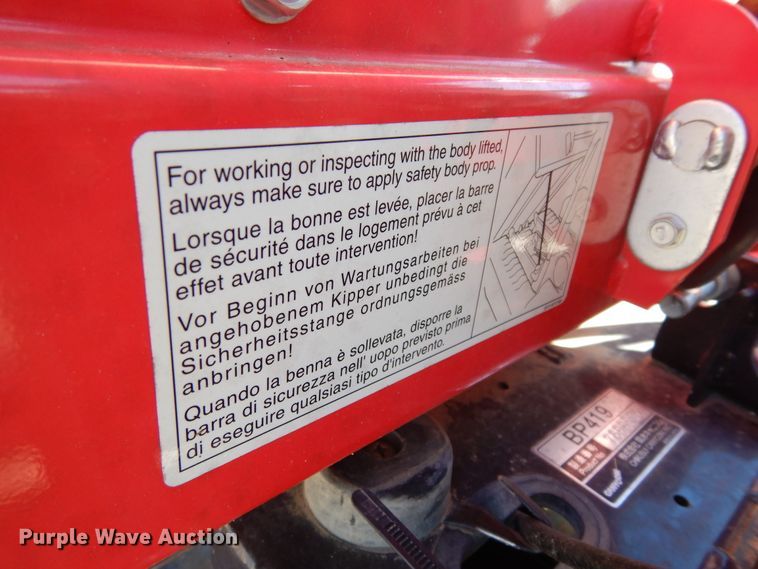 For working or inspecting with the body lifted,
always make sure to apply safety body prop.
Lorsque la bonne est levée, placer la barre
de sécurité dans le logement prévu à cet
effet avant toute intervention!
Vor Beginn von Wartungsarbeiten bei
angehobenem Kipper unbedingt die
Sicherheitsstange ordnungsgemäss
anbringen!
Quando la benna è sollevata, disporre la
barra di sicurezza nell' uopo previsto prima
di eseguire qualsiasi tipo d'intervento.
BP419
Purple Wave Auction